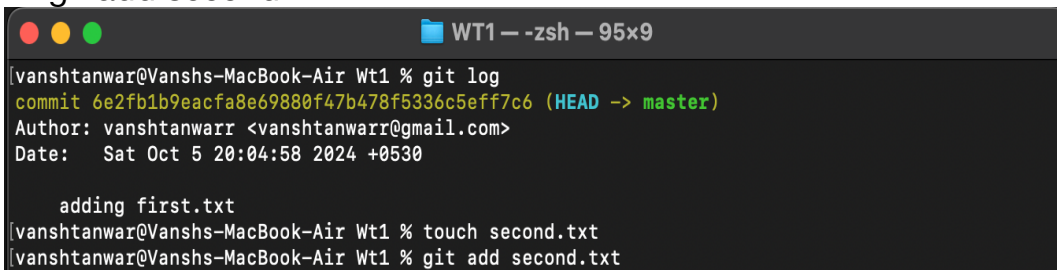 WT1 — -zsh — 95×9
[vanshtanwar@Vanshs-MacBook-Air Wt1 % git log
commit 6e2fb1b9eacfa8e69880f47b478f5336c5eff7c6 (HEAD -> master)
Author: vanshtanwarr <vanshtanwarr@gmail.com>
Date:   Sat Oct 5 20:04:58 2024 +0530
    adding first.txt
[vanshtanwar@Vanshs-MacBook-Air Wt1 % touch second.txt
[vanshtanwar@Vanshs-MacBook-Air Wt1 % git add second.txt